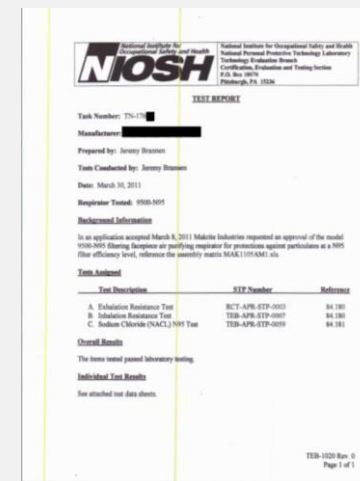 National Institute for
Occupational Safety and Health
NIOSH
National Institute for Occupational Safety and Health
National Personal Protective Technology Laboratory
Technology Evaluation Branch
Certification, Evaluation and Testing Section
P.O. Box 18070
Pittsburgh, PA 15236
TEST REPORT
Task Number: TN-176
Manufacturer:
Prepared by: Jeremy Brannen
Tests Conducted by: Jeremy Brannen
Date: March 30, 2011
Respirator Tested: 9500-N95
Background Information
In an application accepted March 8, 2011 Makrite Industries requested an approval of the model
9500-N95 filtering facepiece air purifying respirator for protections against particulates at a N95
filter efficiency level, reference the assembly matrix MAK1105AM1.xls.
Tests Assigned
Test Description STP Number Reference
A. Exhalation Resistance Test RCT-APR-STP-0003 84.180
B. Inhalation Resistance Test TEB-APR-STP-0007 84.180
C. Sodium Chloride (NACL) N95 Test TEB-APR-STP-0059 84.181
Overall Results
The items tested passed laboratory testing.
Individual Test Results
See attached test data sheets.
TEB-1020 Rev. 0
Page 1 of 1